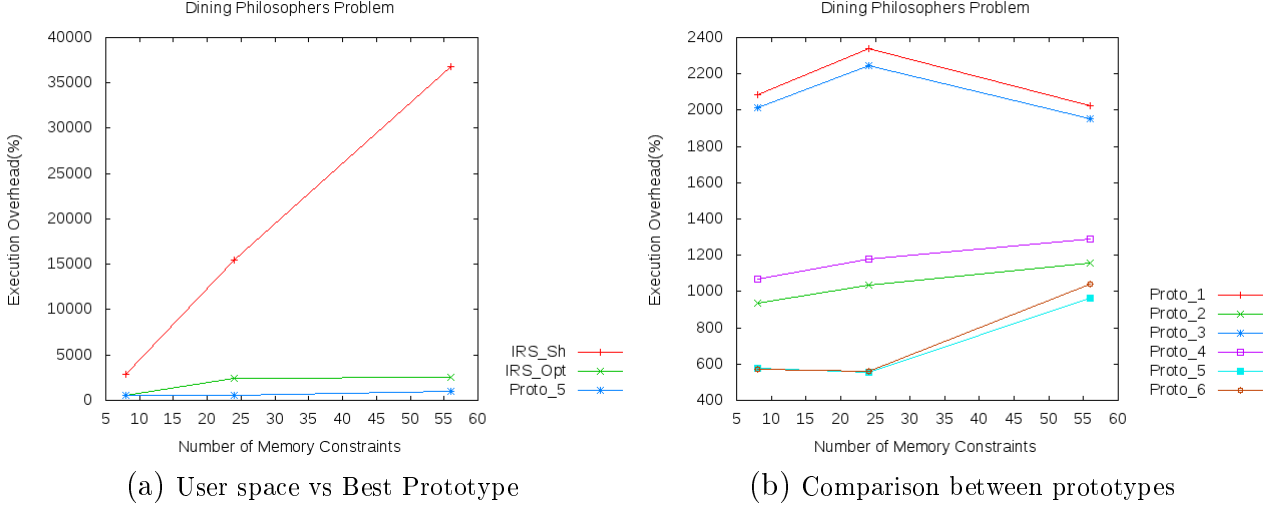 Dining Philosophers Problem
40000
35000
30000
25000
20000
15000
10000
5000
0
5 10 15 20 25 30 35 40 45 50 55 60
Execution Overhead(%)
Number of Memory Constraints
IRS_Sh
IRS_Opt
Proto_5
(a) User space vs Best Prototype
Dining Philosophers Problem
2400
2200
2000
1800
1600
1400
1200
1000
800
600
400
5 10 15 20 25 30 35 40 45 50 55 60
Execution Overhead(%)
Number of Memory Constraints
Proto_1
Proto_2
Proto_3
Proto_4
Proto_5
Proto_6
(b) Comparison between prototypes